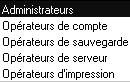 Administrateurs
Opérateurs de compte
Opérateurs de sauvegarde
Opérateurs de serveur
Opérateurs d'impression